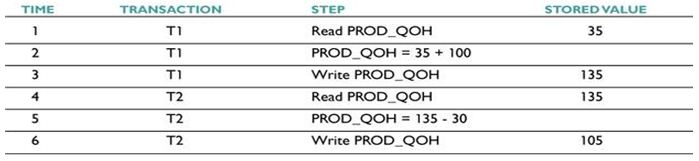 TIME TRANSACTION STEP STORED VALUE
1 T1 Read PROD_QOH 35
2 T1 PROD_QOH = 35 + 100
3 T1 Write PROD_QOH 135
4 T2 Read PROD_QOH 135
5 T2 PROD_QOH = 135 - 30
6 T2 Write PROD_QOH 105